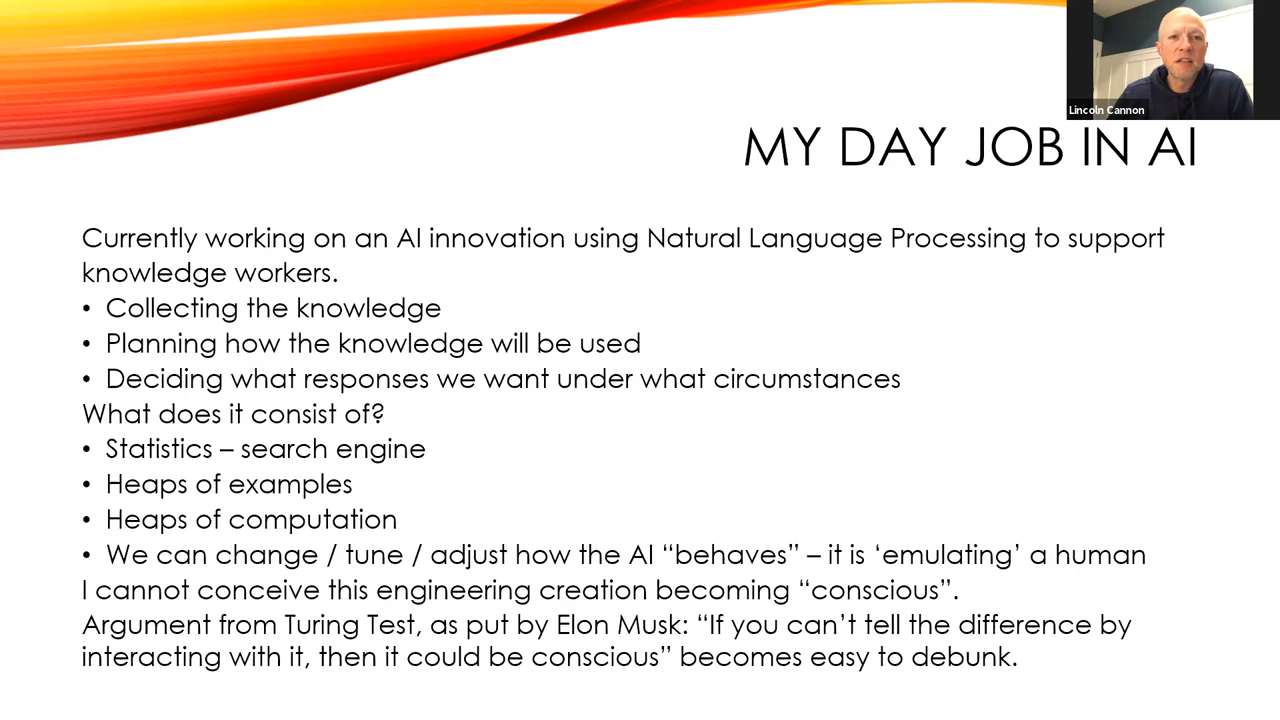 Lincoln Cannon
MY DAY JOB IN AI
Currently working on an AI innovation using Natural Language Processing to support
knowledge workers.
• Collecting the knowledge
• Planning how the knowledge will be used
• Deciding what responses we want under what circumstances
What does it consist of?
• Statistics – search engine
• Heaps of examples
• Heaps of computation
• We can change / tune / adjust how the AI “behaves” – it is ‘emulating’ a human
I cannot conceive this engineering creation becoming “conscious”.
Argument from Turing Test, as put by Elon Musk: “If you can’t tell the difference by
interacting with it, then it could be conscious” becomes easy to debunk.